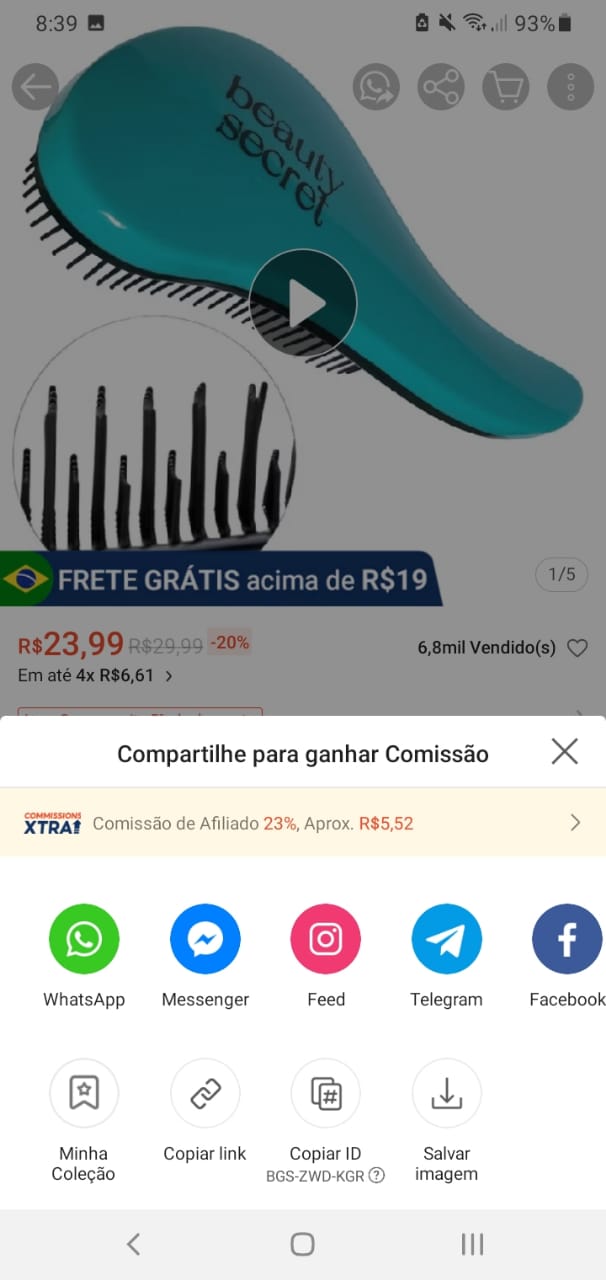 8:39
93%
beauty
secret
FRETE GRÁTIS acima de R$19
1/5
R$23,99 R$29,99 -20%
6,8mil Vendido(s)
Em até 4x R$6,61
Compartilhe para ganhar Comissão
COMMISSIONS
XTRA
Comissão de Afiliado 23%, Aprox. R$5,52
WhatsApp
Messenger
Feed
Telegram
Facebook
Minha
Coleção
Copiar link
Copiar ID
BGS-ZWD-KGR
Salvar
imagem